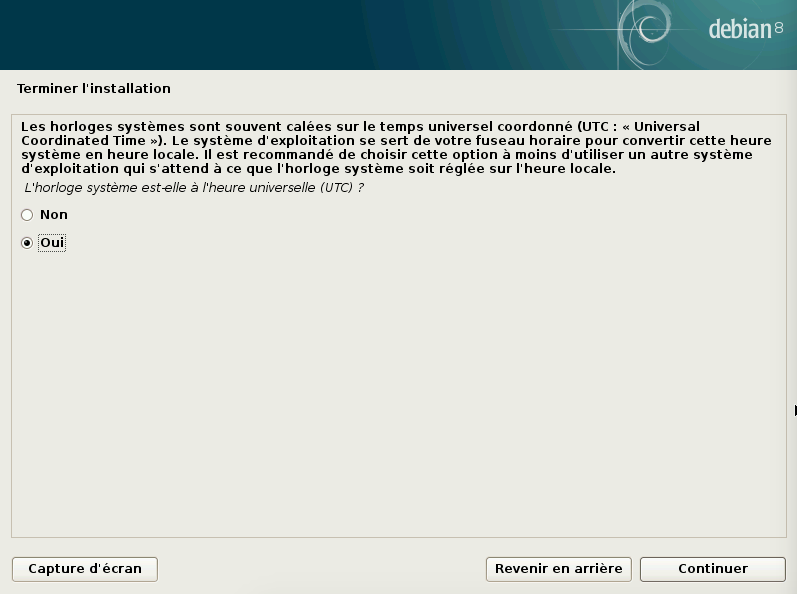 debian 8
Terminer l'installation
Les horloges systèmes sont souvent calées sur le temps universel coordonné (UTC : « Universal
Coordinated Time »). Le système d'exploitation se sert de votre fuseau horaire pour convertir cette heure
système en heure locale. Il est recommandé de choisir cette option à moins d'utiliser un autre système
d'exploitation qui s'attend à ce que l'horloge système soit réglée sur l'heure locale.
L'horloge système est-elle à l'heure universelle (UTC) ?
Non
Oui
Capture d'écran
Revenir en arrière
Continuer